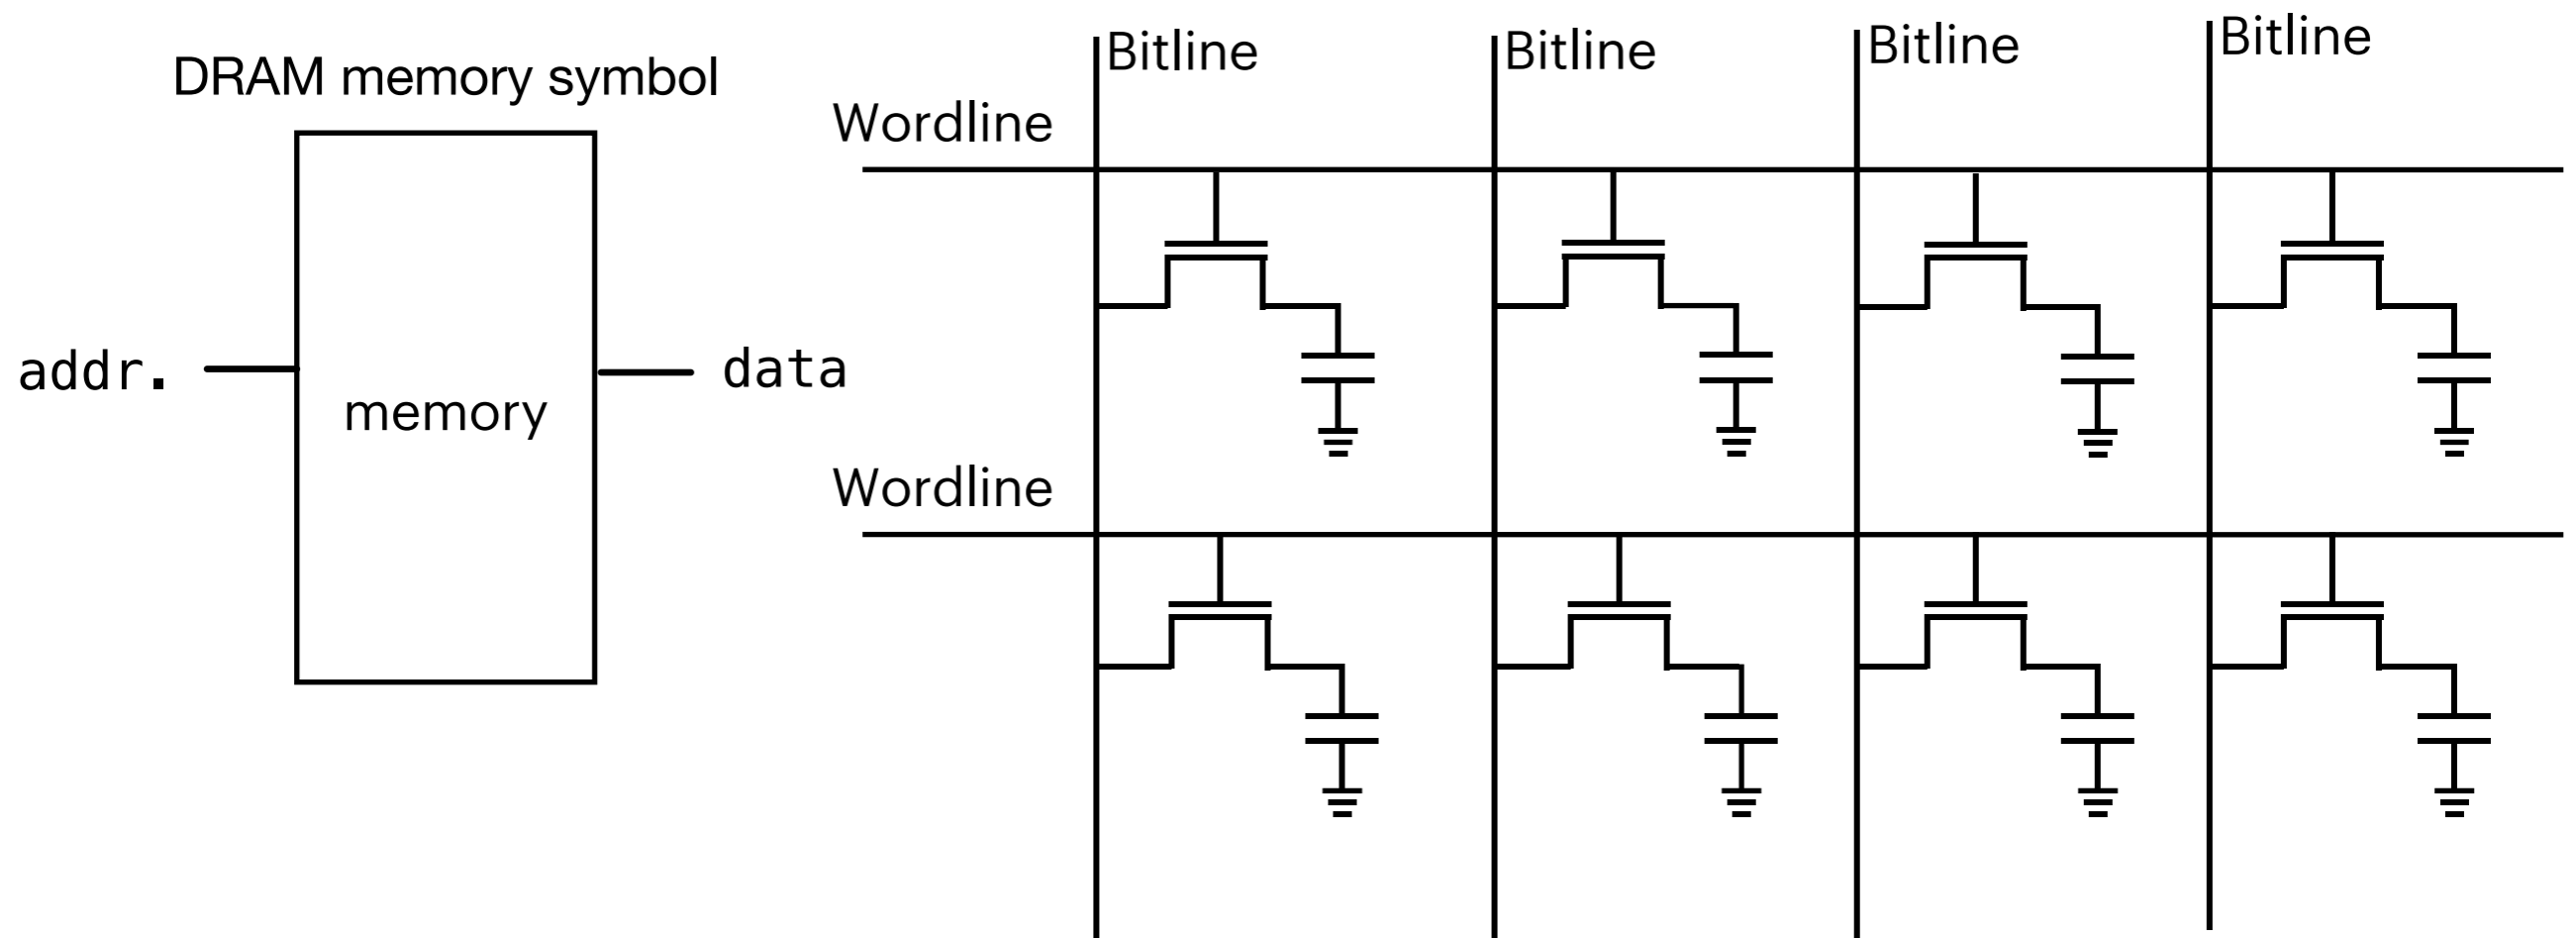 DRAM memory symbol
addr.
memory
data
Bitline
Bitline
Bitline
Bitline
Wordline
Wordline